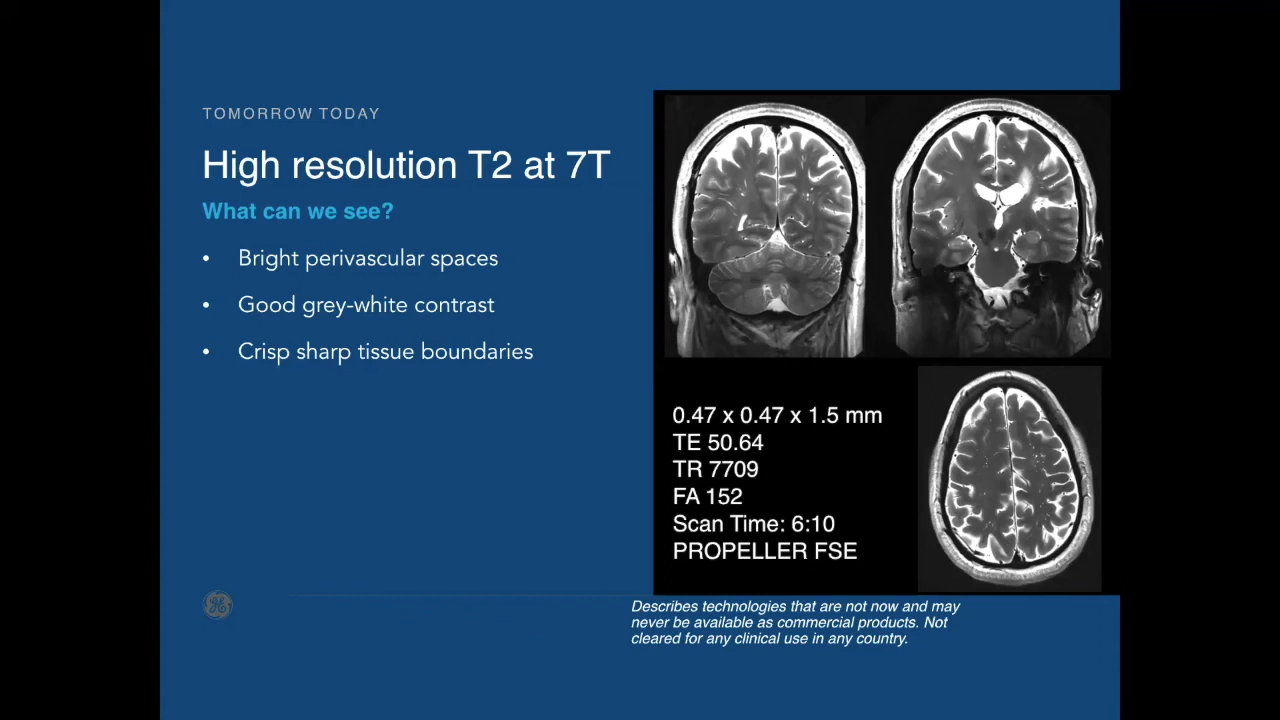 TOMORROW TODAY
High resolution T2 at 7T
What can we see?
• Bright perivascular spaces
• Good grey-white contrast
• Crisp sharp tissue boundaries
0.47 x 0.47 x 1.5 mm
TE 50.64
TR 7709
FA 152
Scan Time: 6:10
PROPELLER FSE
GE
Describes technologies that are not now and may
never be available as commercial products. Not
cleared for any clinical use in any country.